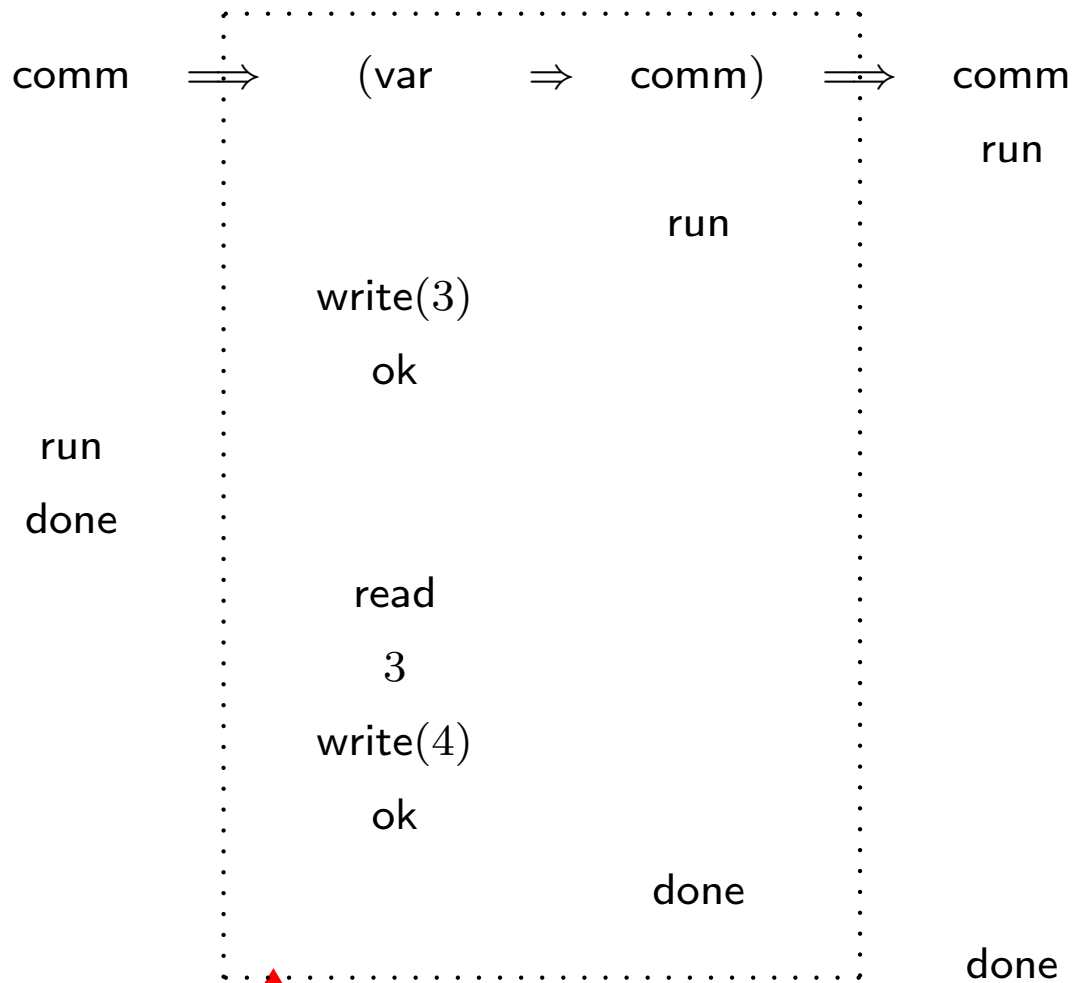 comm ⟹ (var ⇒ comm) ⟹ comm
run
run
write(3)
ok
run
done
read
3
write(4)
ok
done
done